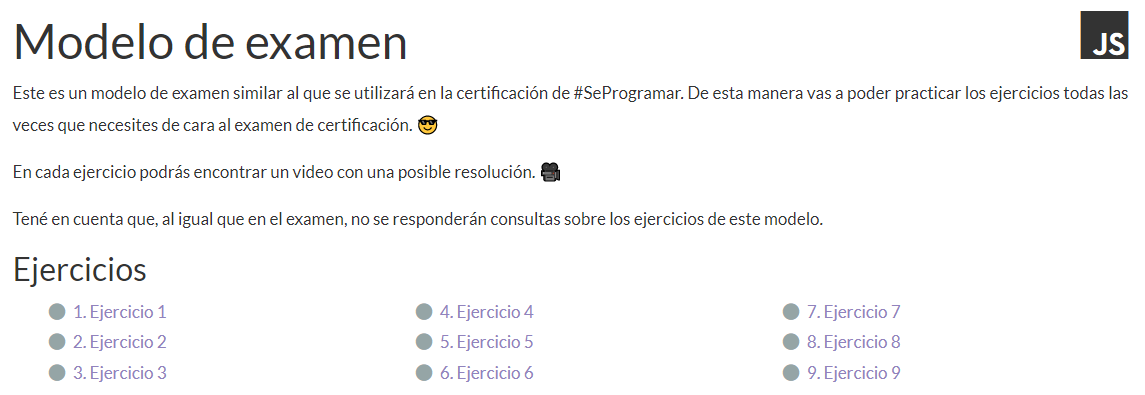 Modelo de examen
JS
Este es un modelo de examen similar al que se utilizará en la certificación de #SeProgramar. De esta manera vas a poder practicar los ejercicios todas las
veces que necesites de cara al examen de certificación. 😎
En cada ejercicio podrás encontrar un video con una posible resolución. 🎥
Tené en cuenta que, al igual que en el examen, no se responderán consultas sobre los ejercicios de este modelo.
Ejercicios
1. Ejercicio 1
2. Ejercicio 2
3. Ejercicio 3
4. Ejercicio 4
5. Ejercicio 5
6. Ejercicio 6
7. Ejercicio 7
8. Ejercicio 8
9. Ejercicio 9